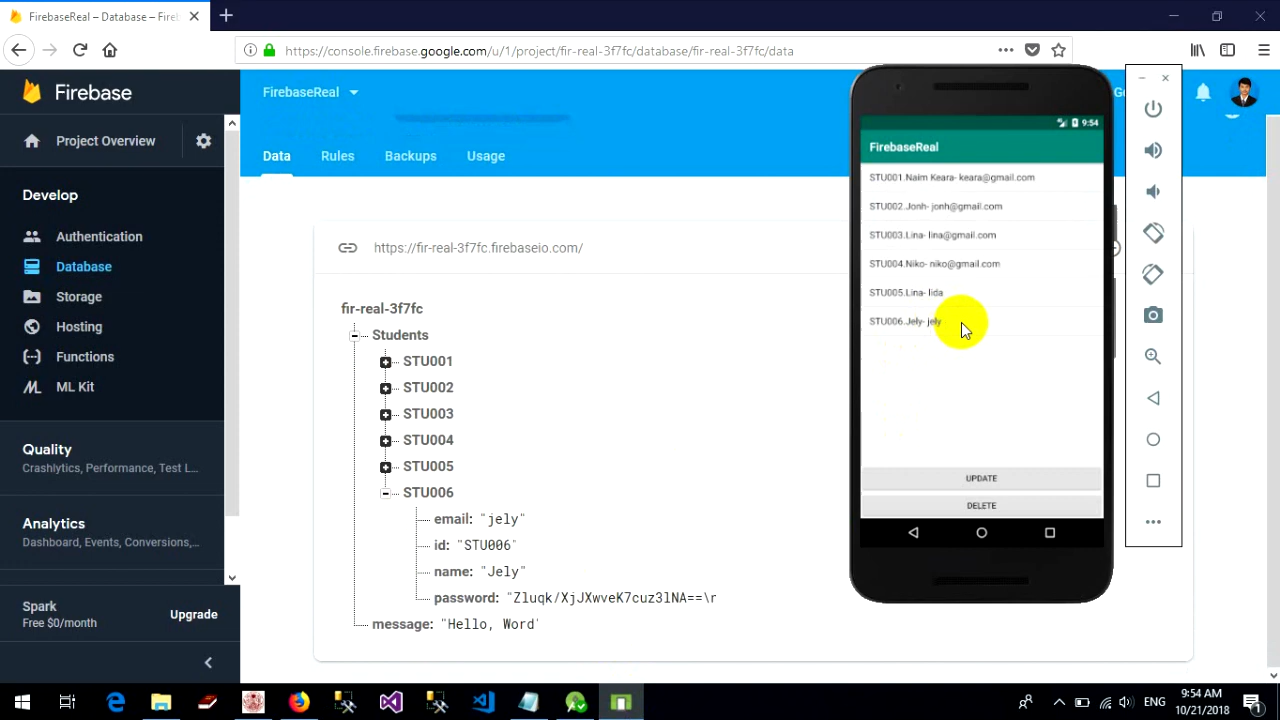 FirebaseReal – Database – Fire
https://console.firebase.google.com/u/1/project/fir-real-3f7fc/database/fir-real-3f7fc/data
Firebase
FirebaseReal
Project Overview
Data
Rules
Backups
Usage
Develop
Authentication
Database
Storage
Hosting
Functions
ML Kit
Quality
Crashlytics, Performance, Test L...
Analytics
Dashboard, Events, Conversions,...
Spark
Free $0/month
Upgrade
https://fir-real-3f7fc.firebaseio.com/
fir-real-3f7fc
Students
STU001
STU002
STU003
STU004
STU005
STU006
email: "jely"
id: "STU006"
name: "Jely"
password: "Zluqk/XjJXwveK7cuz3lNA==\r
message: "Hello, Word"
9:54
FirebaseReal
STU001.Naim Keara- keara@gmail.com
STU002.Jonh- jonh@gmail.com
STU003.Lina- lina@gmail.com
STU004.Niko- niko@gmail.com
STU005.Lina- lida
STU006.Jely- jely
UPDATE
DELETE
ENG
9:54 AM
10/21/2018